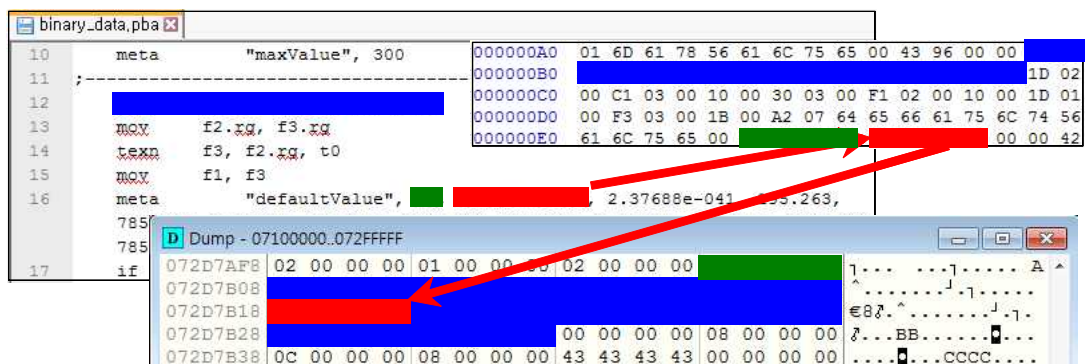 binary_data.pba
10 meta "maxValue", 300
11 ;
12
13 mov f2.rg, f3.rg
14 texn f3, f2.rg, t0
15 mov f1, f3
16 meta "defaultValue", , 2.37688e-041,
785
785
17 if
000000A0 01 6D 61 78 56 61 6C 75 65 00 43 96 00 00
000000B0 1D 02
000000C0 00 C1 03 00 10 00 30 03 00 F1 02 00 10 00 1D 01
000000D0 00 F3 03 00 1B 00 A2 07 64 65 66 61 75 6C 74 56
000000E0 61 6C 75 65 00 00 00 42
D Dump - 07100000..072FFFFF
072D7AF8 02 00 00 00 01 00 00 00 02 00 00 00
072D7B08
072D7B18
072D7B28 00 00 00 00 08 00 00 00
072D7B38 0C 00 00 00 08 00 00 00 43 43 43 43 00 00 00 00 CCCC